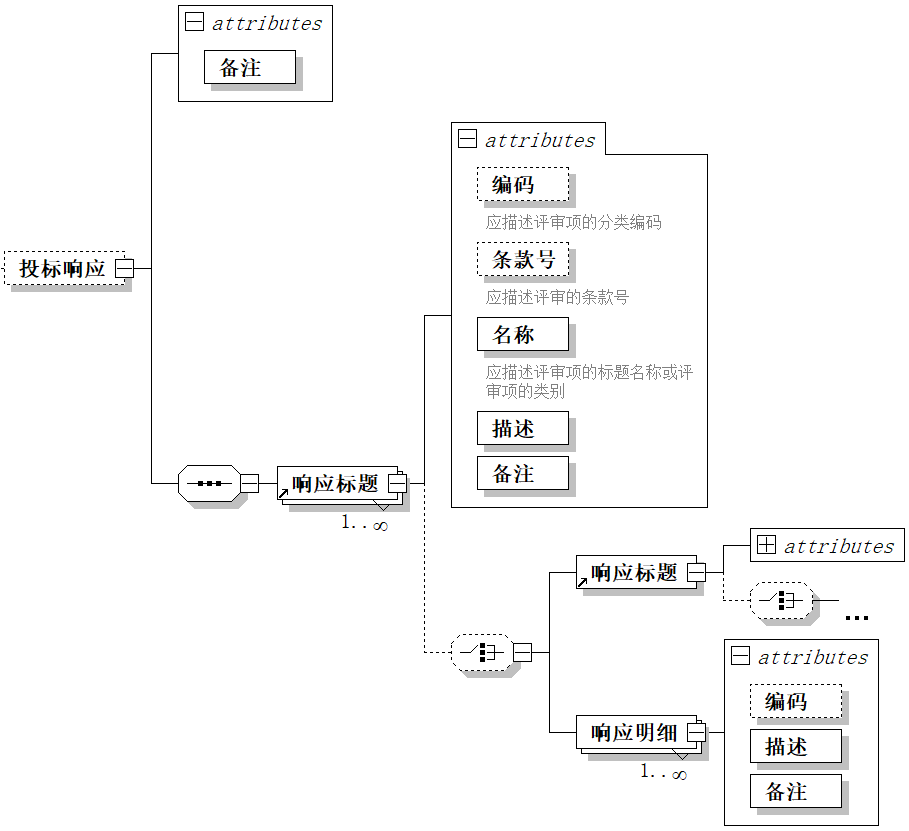 attributes
备注
attributes
编码
应描述评审项的分类编码
条款号
应描述评审的条款号
名称
应描述评审项的标题名称或评
审项的类别
描述
备注
投标响应
响应标题
1..∞
attributes
响应标题
...
attributes
编码
描述
备注
响应明细
1..∞